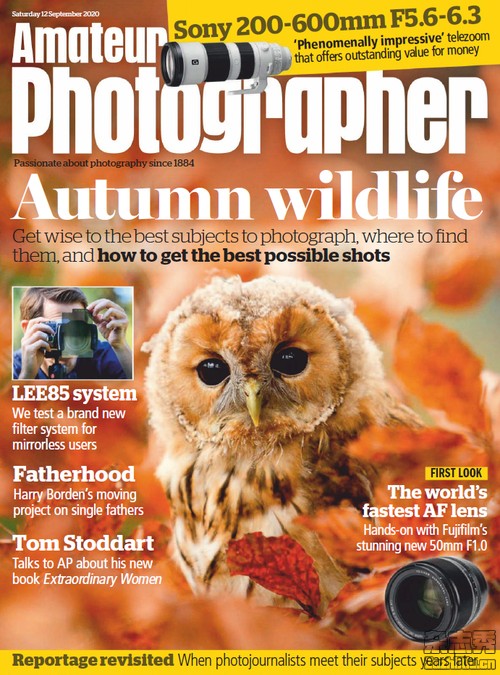 Saturday 12 September 2020
Sony 200-600mm F5.6-6.3
'Phenomenally impressive' telezoom
that offers outstanding value for money
Amateur
Photographer
Passionate about photography since 1884
Autumn wildlife
Get wise to the best subjects to photograph, where to find
them, and how to get the best possible shots
LEE85 system
We test a brand new
filter system for
mirrorless users
Fatherhood
Harry Borden's moving
project on single fathers
Tom Stoddart
Talks to AP about his new
book Extraordinary Women
FIRST LOOK
The world's
fastest AF lens
Hands-on with Fujifilm's
stunning new 50mm F1.0
Reportage revisited When photojournalists meet their subjects years later